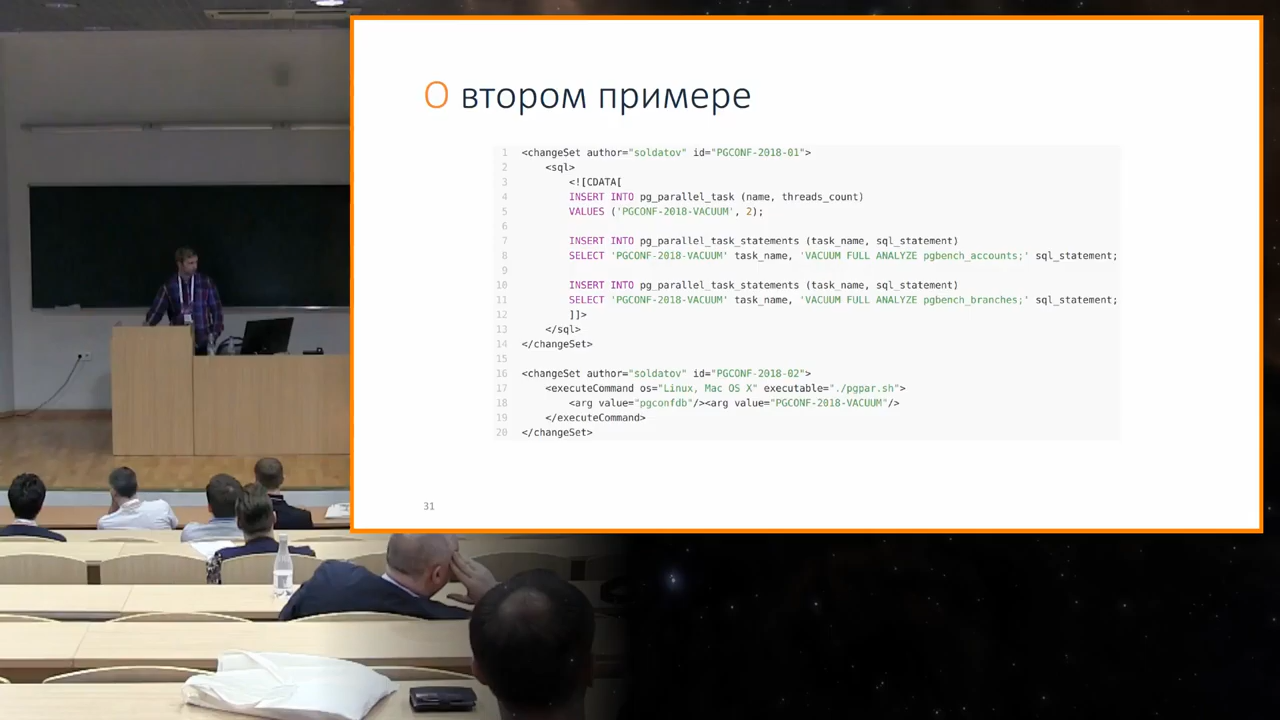 О втором примере
1 <changeSet author="soldatov" id="PGCONF-2018-01">
2 <sql>
3 <![CDATA[
4 INSERT INTO pg_parallel_task (name, threads_count)
5 VALUES ('PGCONF-2018-VACUUM', 2);
6
7 INSERT INTO pg_parallel_task_statements (task_name, sql_statement)
8 SELECT 'PGCONF-2018-VACUUM' task_name, 'VACUUM FULL ANALYZE pgbench_accounts;' sql_statement;
9
10 INSERT INTO pg_parallel_task_statements (task_name, sql_statement)
11 SELECT 'PGCONF-2018-VACUUM' task_name, 'VACUUM FULL ANALYZE pgbench_branches;' sql_statement;
12 ]]>
13 </sql>
14 </changeSet>
15
16 <changeSet author="soldatov" id="PGCONF-2018-02">
17 <executeCommand os="Linux, Mac OS X" executable="./pgpar.sh">
18 <arg value="pgconfdb"/><arg value="PGCONF-2018-VACUUM"/>
19 </executeCommand>
20 </changeSet>
31